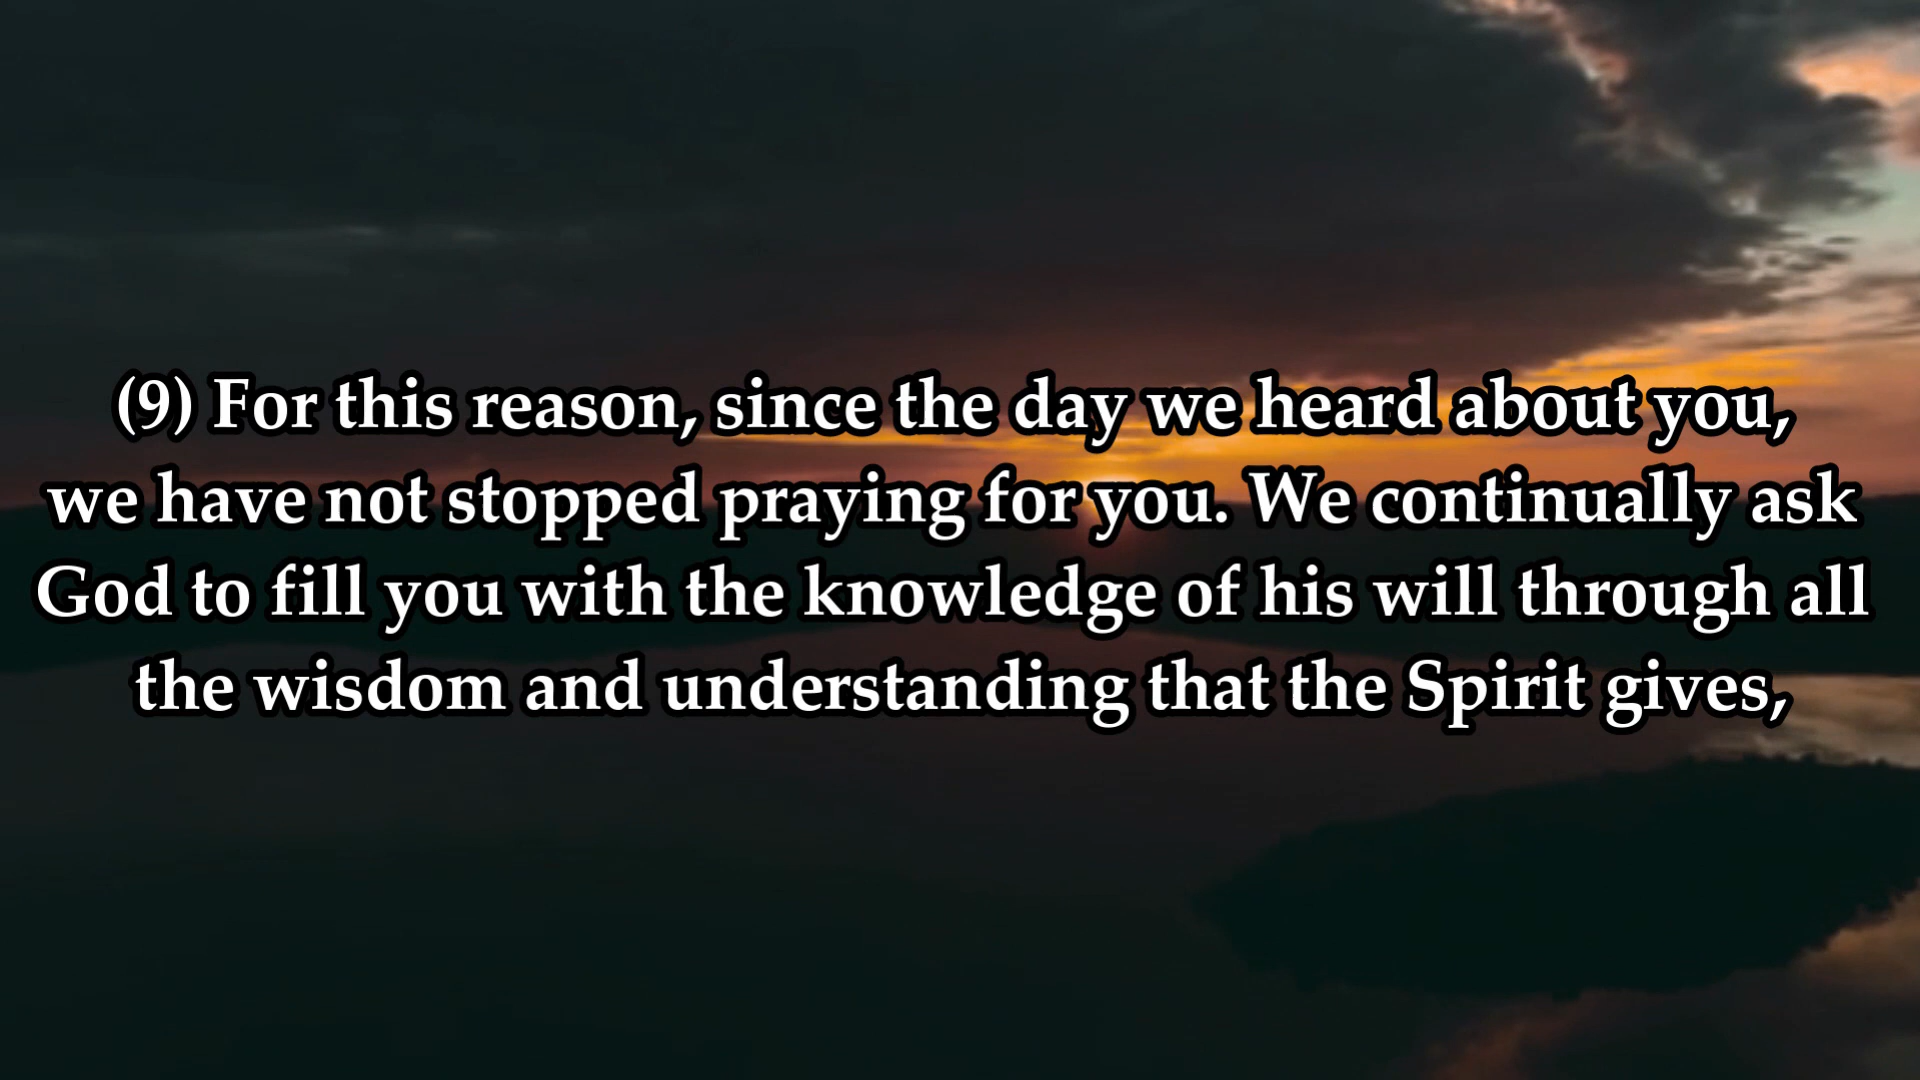 (9) For this reason, since the day we heard about you,
we have not stopped praying for you. We continually ask
God to fill you with the knowledge of his will through all
the wisdom and understanding that the Spirit gives,